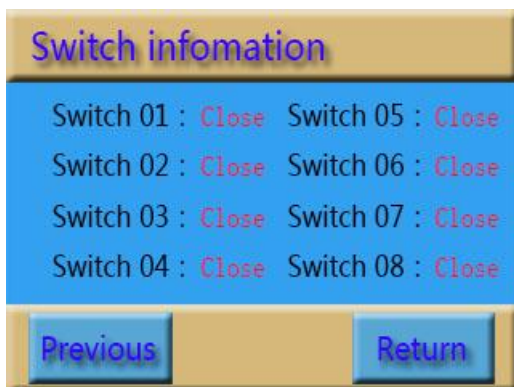 Switch infomation
Switch 01 : Close Switch 05 : Close
Switch 02 : Close Switch 06 : Close
Switch 03 : Close Switch 07 : Close
Switch 04 : Close Switch 08 : Close
Previous Return